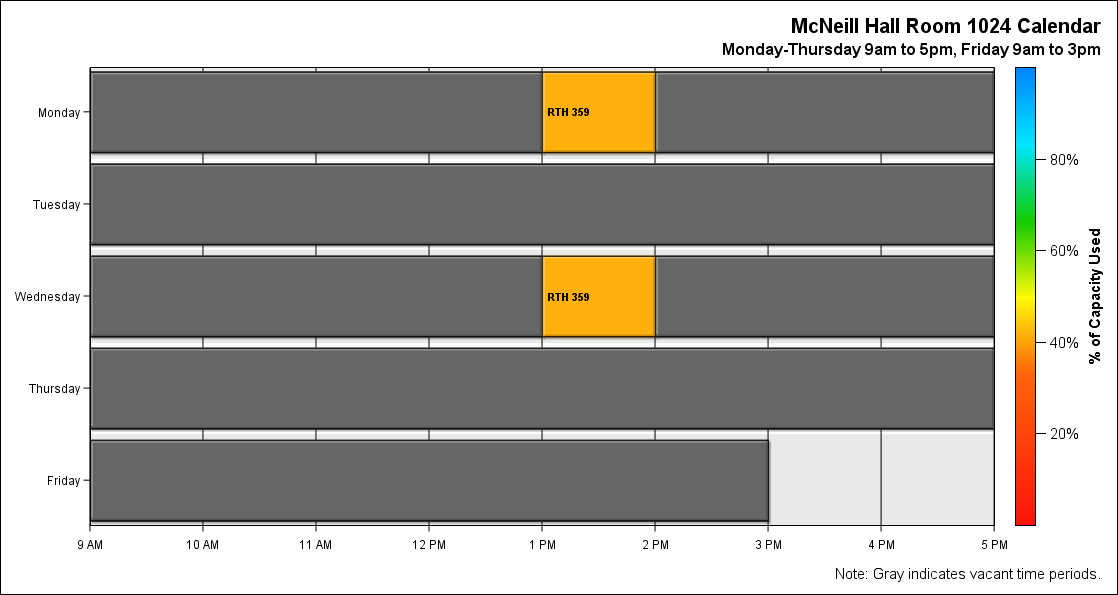 McNeill Hall Room 1024 Calendar
Monday-Thursday 9am to 5pm, Friday 9am to 3pm
Monday
RTH 359
Tuesday
Wednesday
RTH 359
Thursday
Friday
9 AM 10 AM 11 AM 12 PM 1 PM 2 PM 3 PM 4 PM 5 PM
80%
60%
40%
20%
% of Capacity Used
Note: Gray indicates vacant time periods.